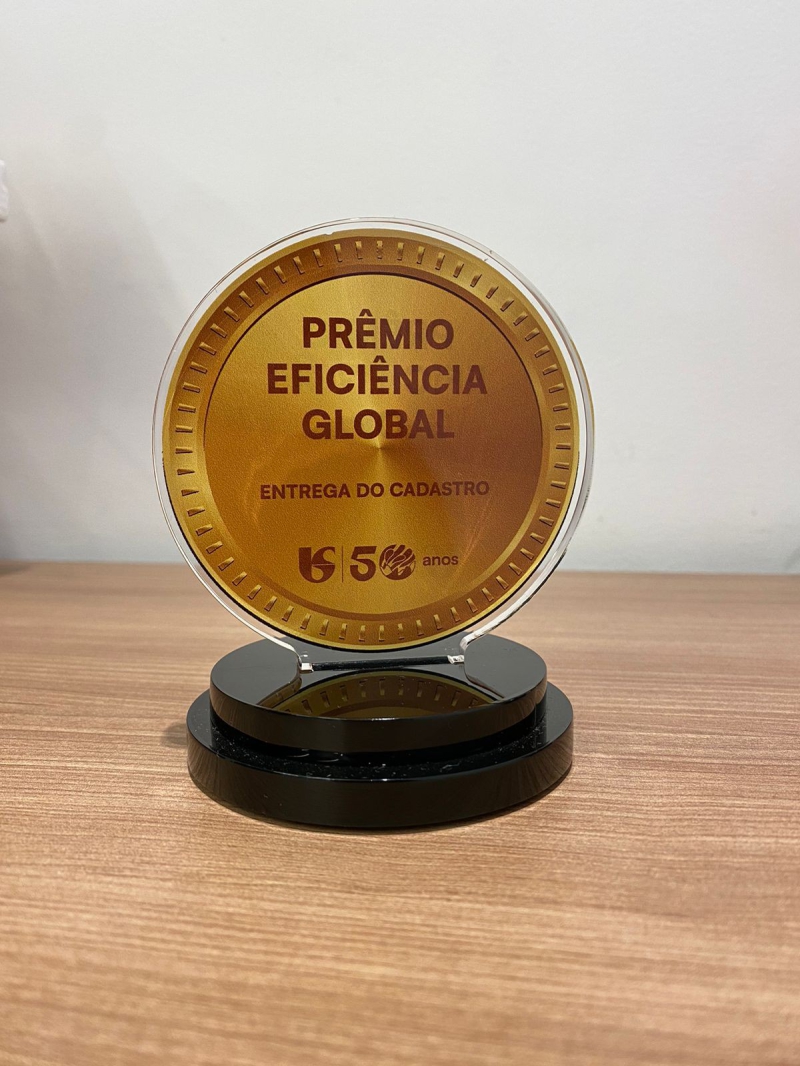 PRÊMIO
EFICIÊNCIA
GLOBAL
ENTREGA DO CADASTRO
50 anos